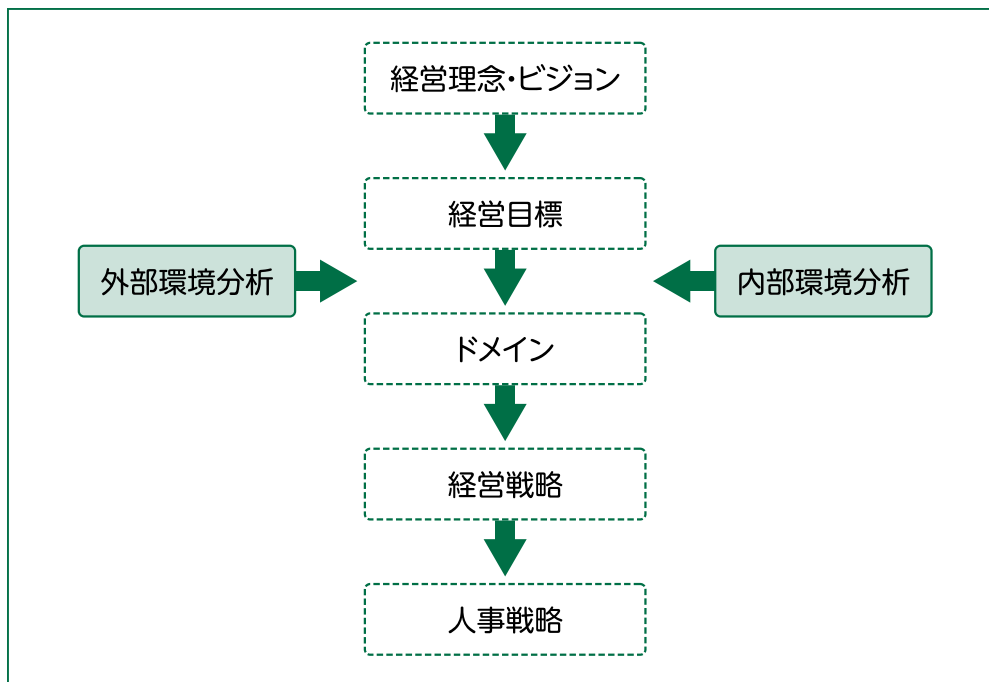 経営理念・ビジョン
経営目標
外部環境分析
内部環境分析
ドメイン
経営戦略
人事戦略